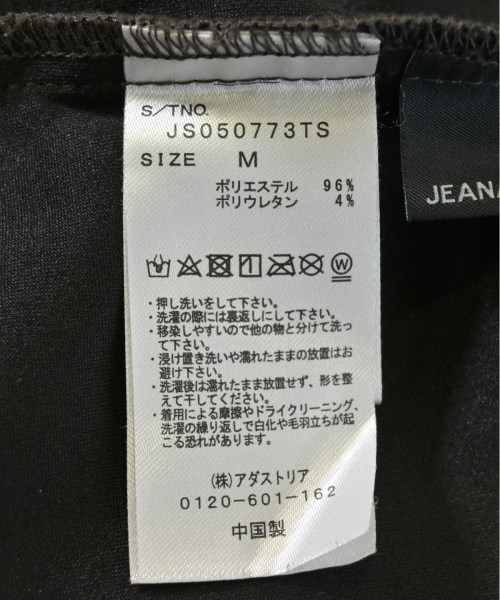 S/TNO.
JS050773TS
SIZE M
ポリエステル 96%
ポリウレタン 4%
W
・押し洗いをして下さい。
・洗濯の際には裏返しにして下さい。
・移染しやすいので他の物と分けて洗っ
て下さい。
・浸け置き洗いや濡れたままの放置はお
避け下さい。
・洗濯後は濡れたまま放置せず、形を整
えて干してください。
・着用による摩擦やドライクリーニング、
洗濯の繰り返しで白化や毛羽立ちが起
こる恐れがあります。
(株)アダストリア
0120-601-162
中国製
JEANA